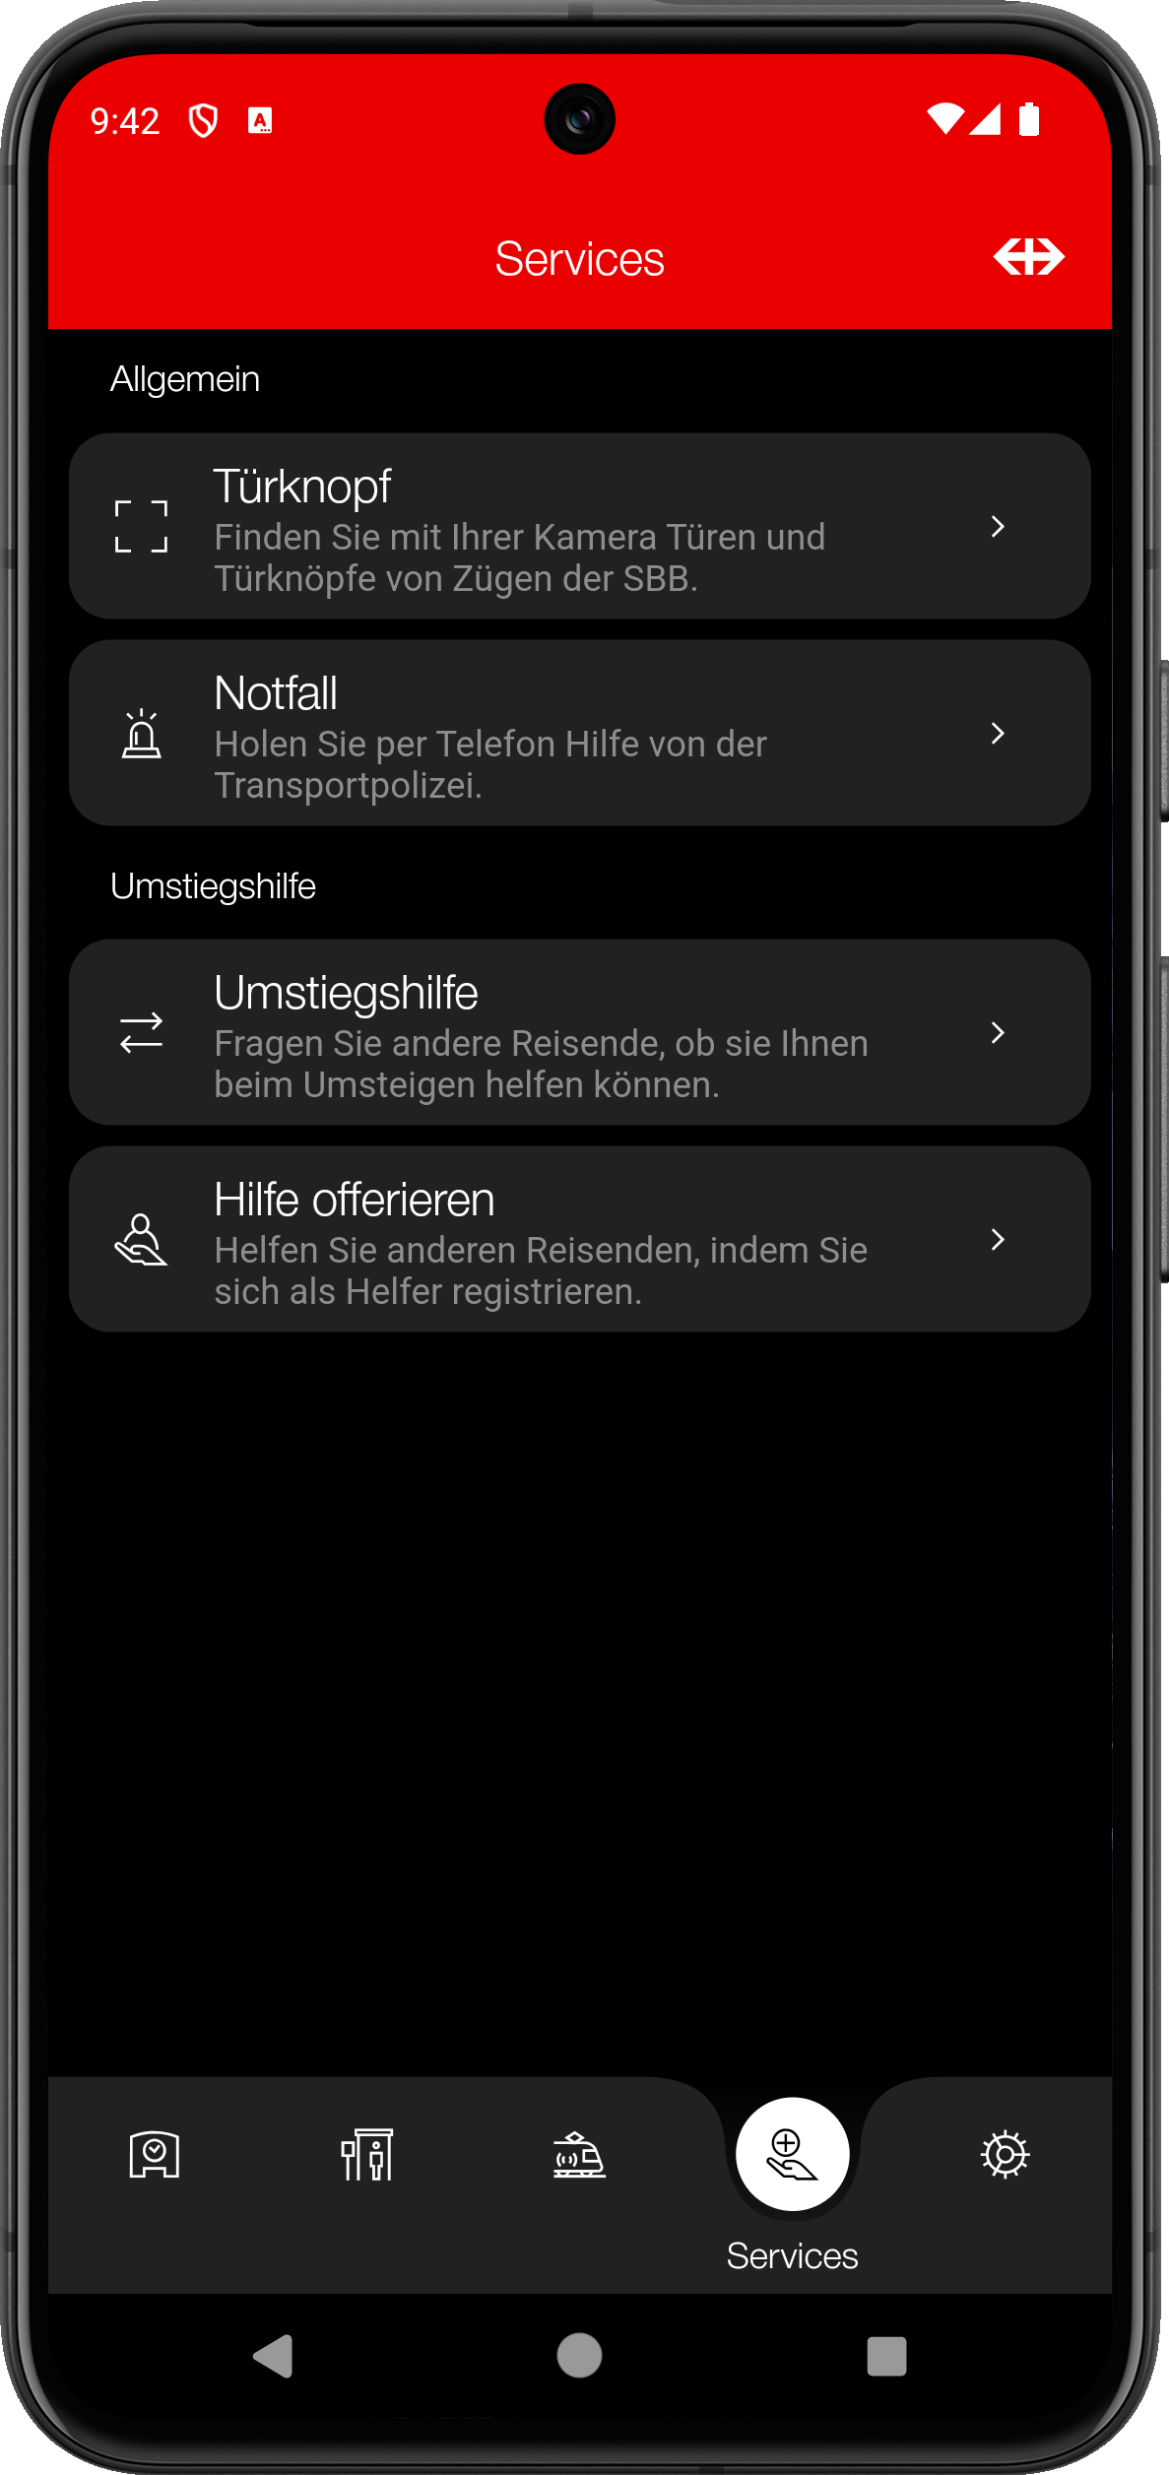 9:42
Services
Allgemein
Türknopf
Finden Sie mit Ihrer Kamera Türen und
Türknöpfe von Zügen der SBB.
Notfall
Holen Sie per Telefon Hilfe von der
Transportpolizei.
Umstiegshilfe
Umstiegshilfe
Fragen Sie andere Reisende, ob sie Ihnen
beim Umsteigen helfen können.
Hilfe offerieren
Helfen Sie anderen Reisenden, indem Sie
sich als Helfer registrieren.
Services